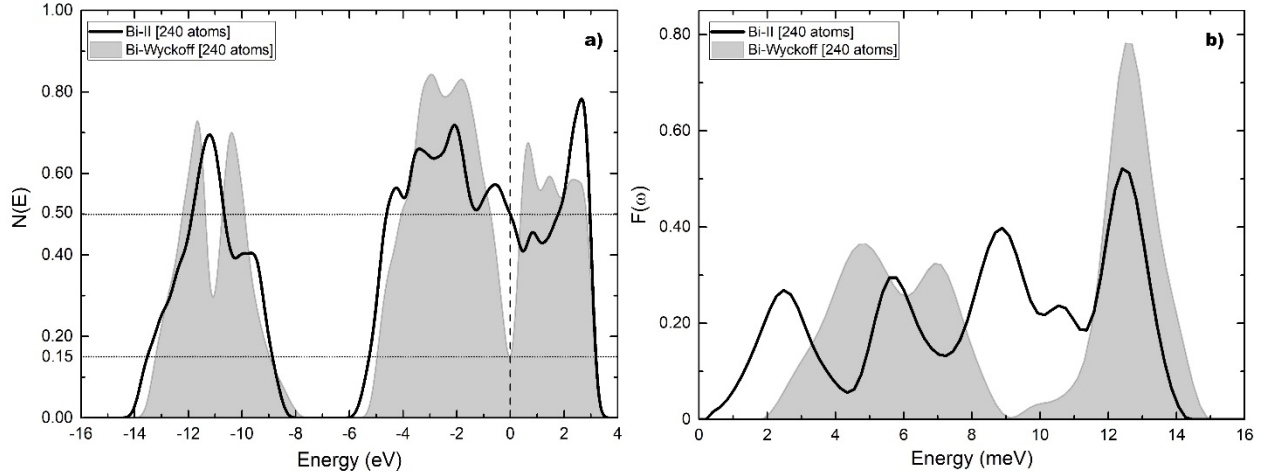 Bi-II [240 atoms]
Bi-Wyckoff [240 atoms]
a)
N(E)
1.00
0.80
0.60
0.50
0.40
0.15
0.00
-16 -14 -12 -10 -8 -6 -4 -2 0 2 4
Energy (eV)
Bi-II [240 atoms]
Bi-Wyckoff [240 atoms]
b)
F(ω)
0.80
0.60
0.40
0.20
0
0 2 4 6 8 10 12 14 16
Energy (meV)